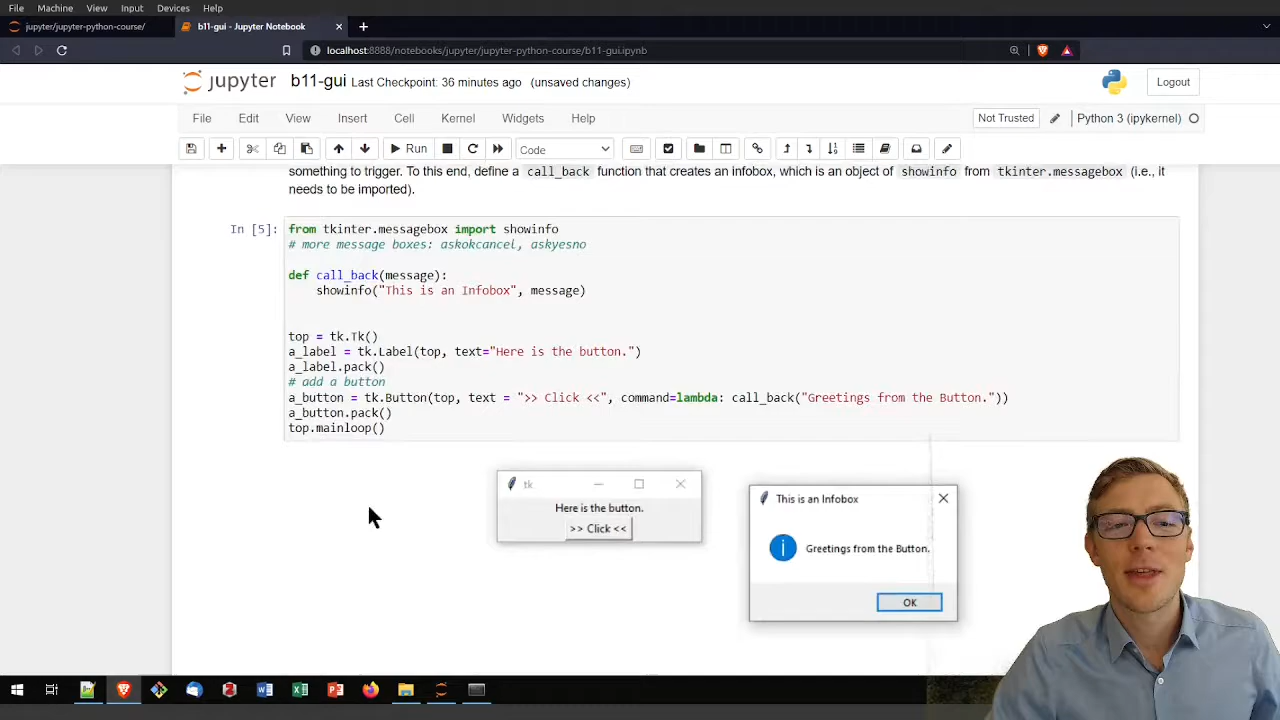 File Machine View Input Devices Help
jupyter/jupyter-python-course/ b11-gui - Jupyter Notebook
localhost:8888/notebooks/jupyter/jupyter-python-course/b11-gui.ipynb
jupyter b11-gui Last Checkpoint: 36 minutes ago (unsaved changes) Logout
File Edit View Insert Cell Kernel Widgets Help Not Trusted Python 3 (ipykernel)
Run Code
something to trigger. To this end, define a call_back function that creates an infobox, which is an object of showinfo from tkinter.messagebox (i.e., it
needs to be imported).
In [5]: from tkinter.messagebox import showinfo
# more message boxes: askokcancel, askyesno
def call_back(message):
showinfo("This is an Infobox", message)
top = tk.Tk()
a_label = tk.Label(top, text="Here is the button.")
a_label.pack()
# add a button
a_button = tk.Button(top, text = ">> Click <<", command=lambda: call_back("Greetings from the Button."))
a_button.pack()
top.mainloop()
tk
Here is the button.
>> Click <<
This is an Infobox
Greetings from the Button.
OK